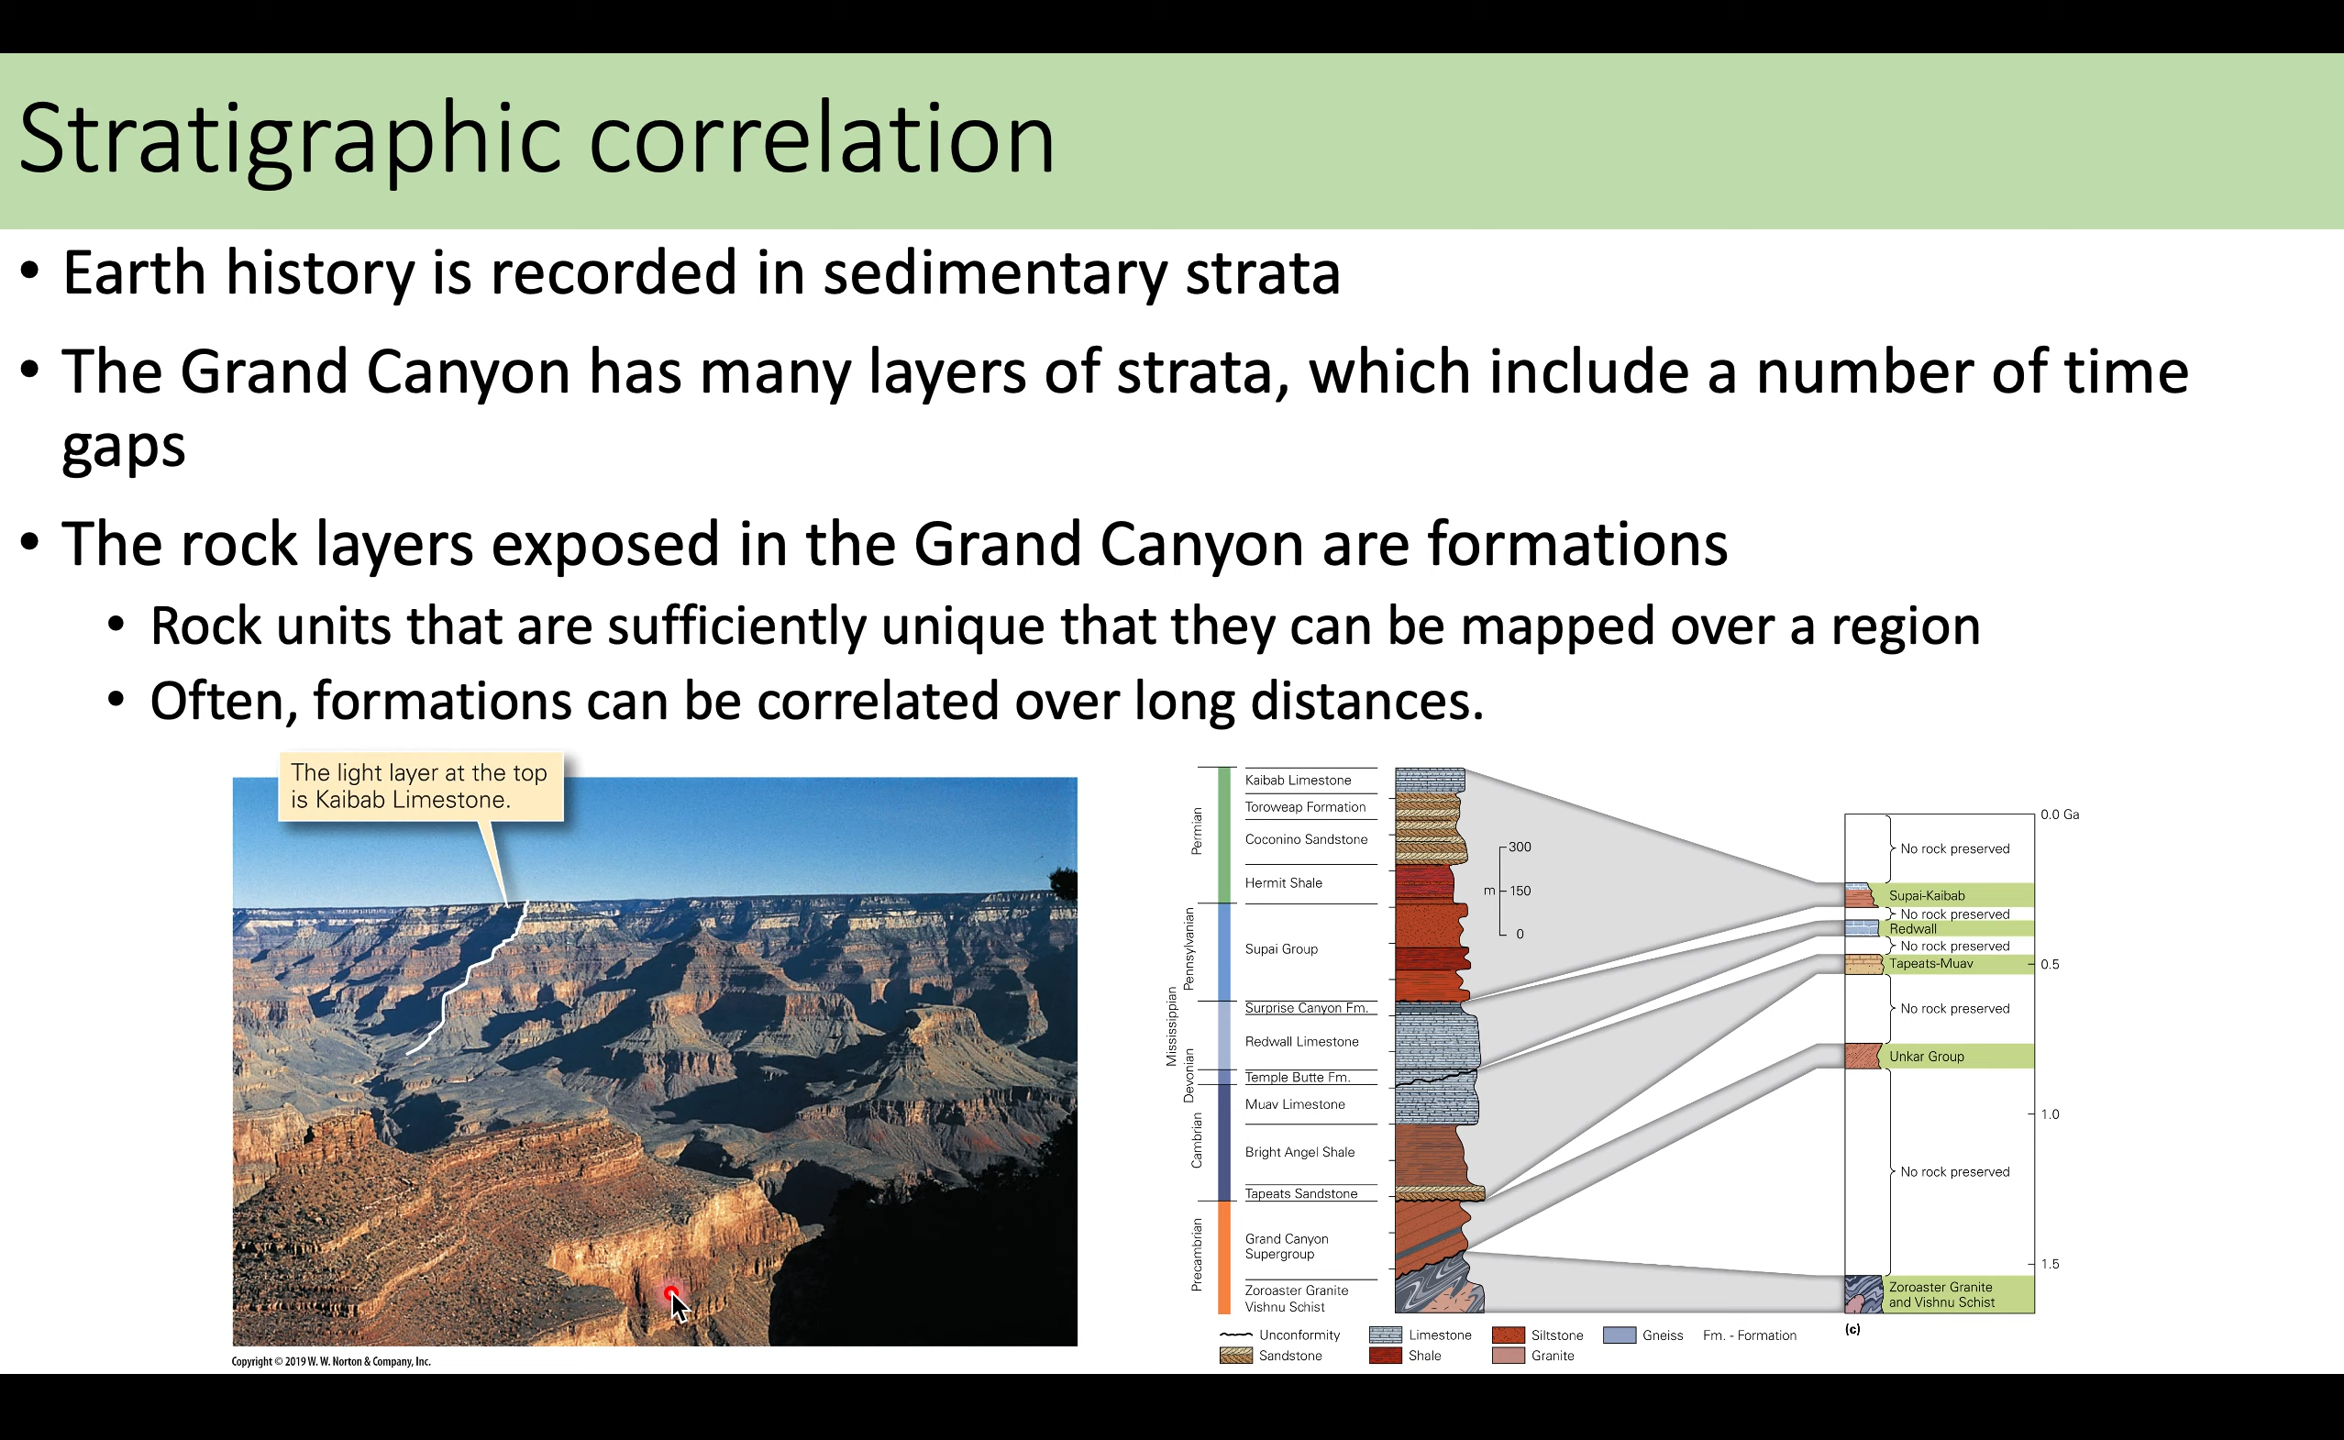 Stratigraphic correlation
• Earth history is recorded in sedimentary strata
• The Grand Canyon has many layers of strata, which include a number of time
gaps
• The rock layers exposed in the Grand Canyon are formations
• Rock units that are sufficiently unique that they can be mapped over a region
• Often, formations can be correlated over long distances.
The light layer at the top
is Kaibab Limestone.
Copyright © 2019 W. W. Norton & Company, Inc.
Permian
Pennsylvanian
Mississippian
Devonian
Cambrian
Precambrian
Kaibab Limestone
Toroweap Formation
Coconino Sandstone
Hermit Shale
Supai Group
Surprise Canyon Fm.
Redwall Limestone
Temple Butte Fm.
Muav Limestone
Bright Angel Shale
Tapeats Sandstone
Grand Canyon
Supergroup
Zoroaster Granite
Vishnu Schist
300
m 150
0
0.0 Ga
No rock preserved
Supai-Kaibab
No rock preserved
Redwall
No rock preserved
Tapeats-Muav
0.5
No rock preserved
Unkar Group
1.0
No rock preserved
1.5
Zoroaster Granite
and Vishnu Schist
(c)
Unconformity
Limestone
Siltstone
Gneiss
Fm. - Formation
Sandstone
Shale
Granite